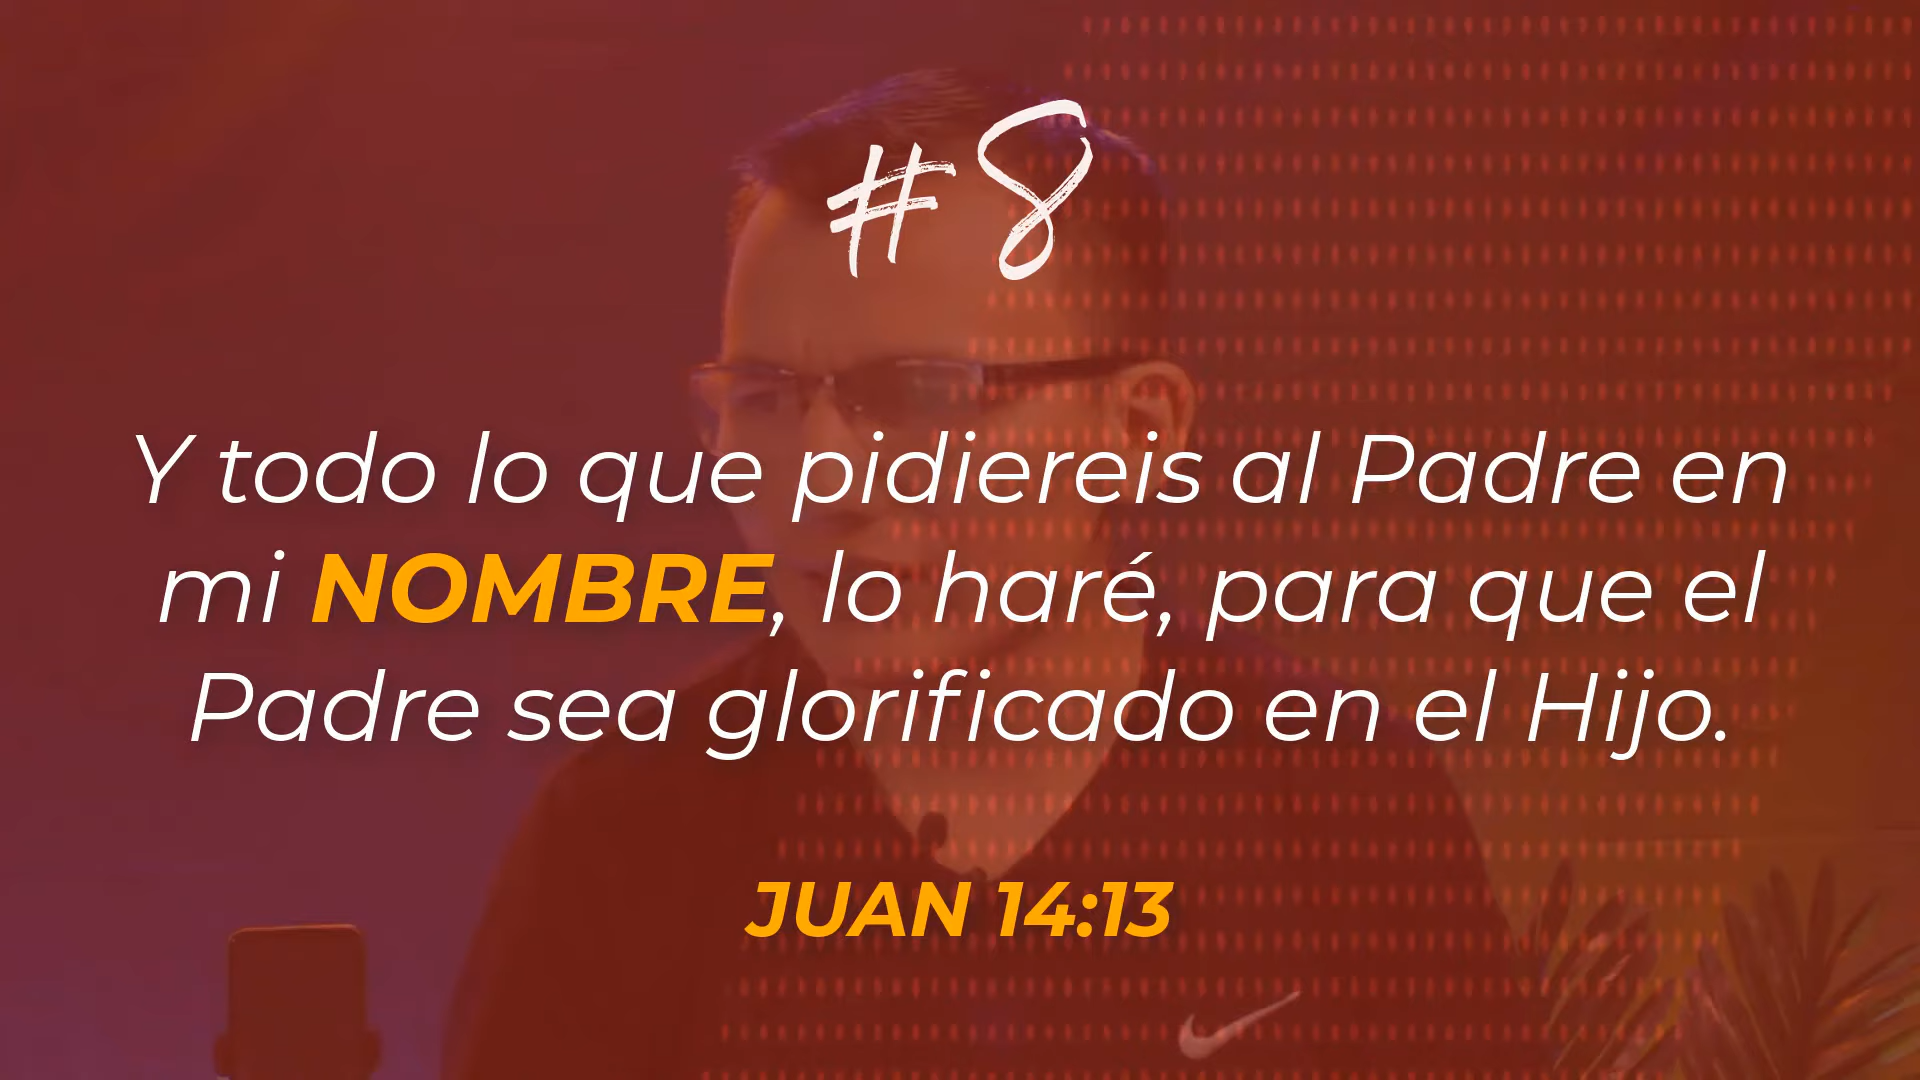 #8
Y todo lo que pidiereis al Padre en
mi NOMBRE, lo haré, para que el
Padre sea glorificado en el Hijo.
JUAN 14:13